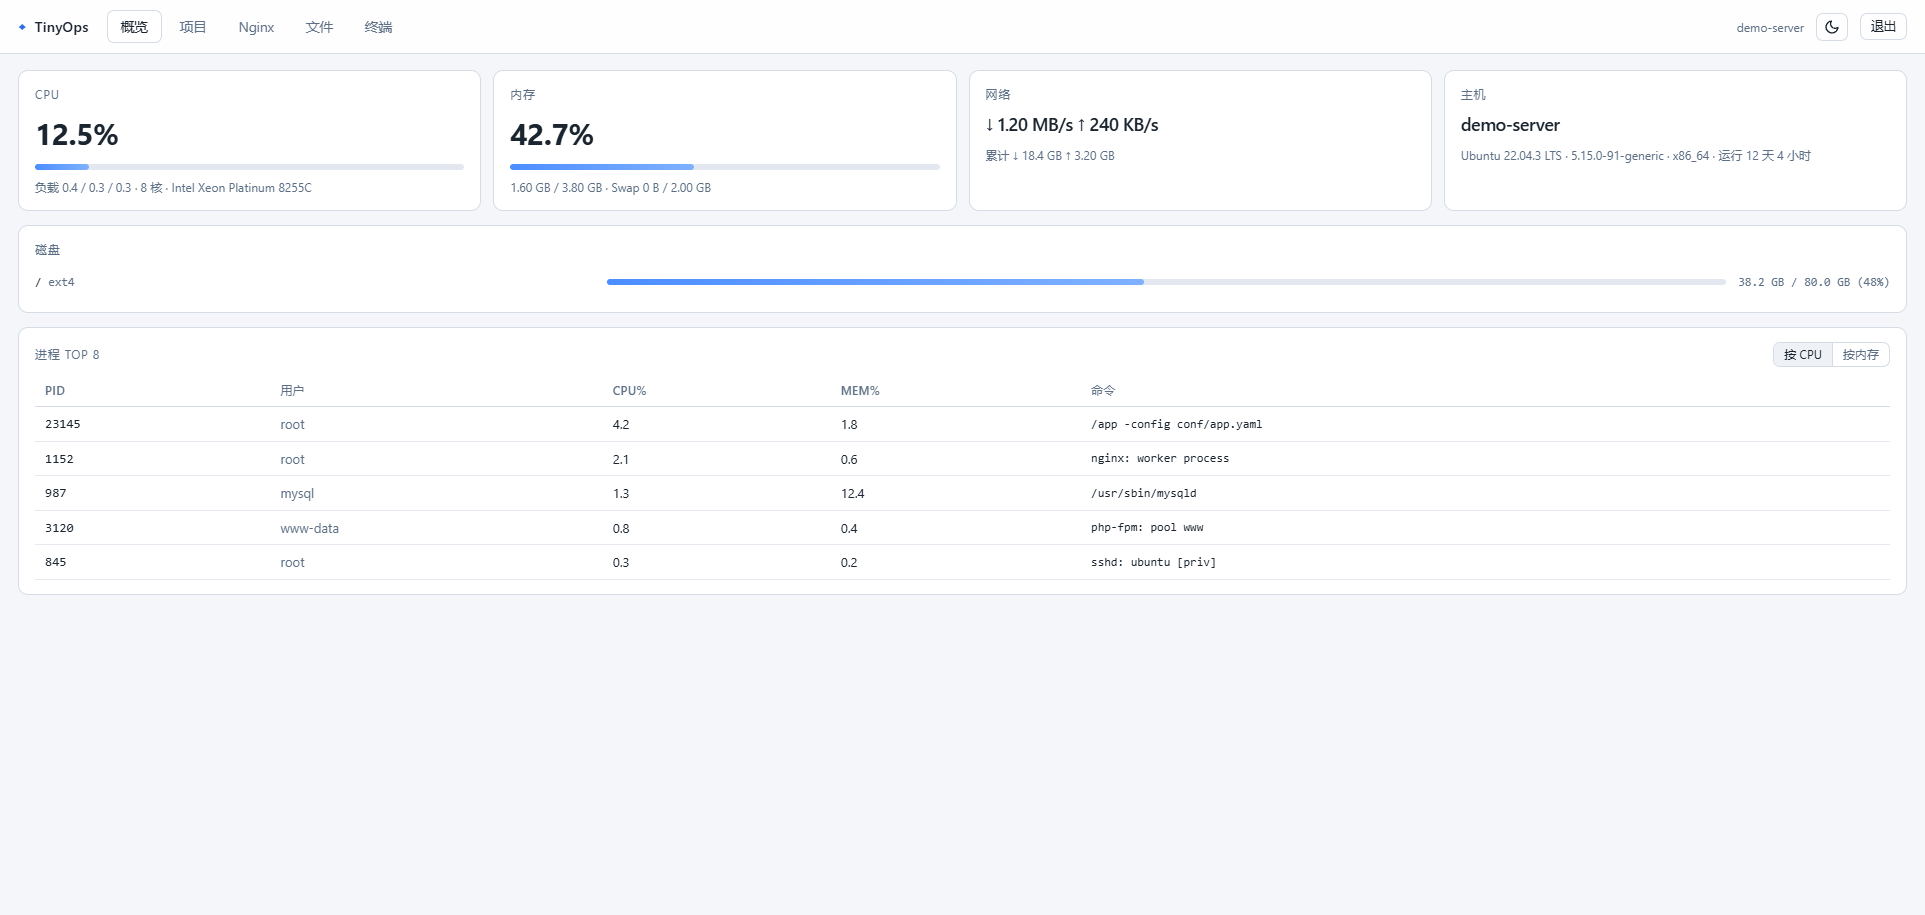 TinyOps 概览 项目 Nginx 文件 终端 demo-server 退出
CPU
12.5%
负载 0.4 / 0.3 / 0.3 · 8 核 · Intel Xeon Platinum 8255C
内存
42.7%
1.60 GB / 3.80 GB · Swap 0 B / 2.00 GB
网络
↓ 1.20 MB/s ↑ 240 KB/s
累计 ↓ 18.4 GB ↑ 3.20 GB
主机
demo-server
Ubuntu 22.04.3 LTS · 5.15.0-91-generic · x86_64 · 运行 12 天 4 小时
磁盘
/ ext4 38.2 GB / 80.0 GB (48%)
进程 TOP 8 按 CPU 按内存
PID 用户 CPU% MEM% 命令
23145 root 4.2 1.8 /app -config conf/app.yaml
1152 root 2.1 0.6 nginx: worker process
987 mysql 1.3 12.4 /usr/sbin/mysqld
3120 www-data 0.8 0.4 php-fpm: pool www
845 root 0.3 0.2 sshd: ubuntu [priv]